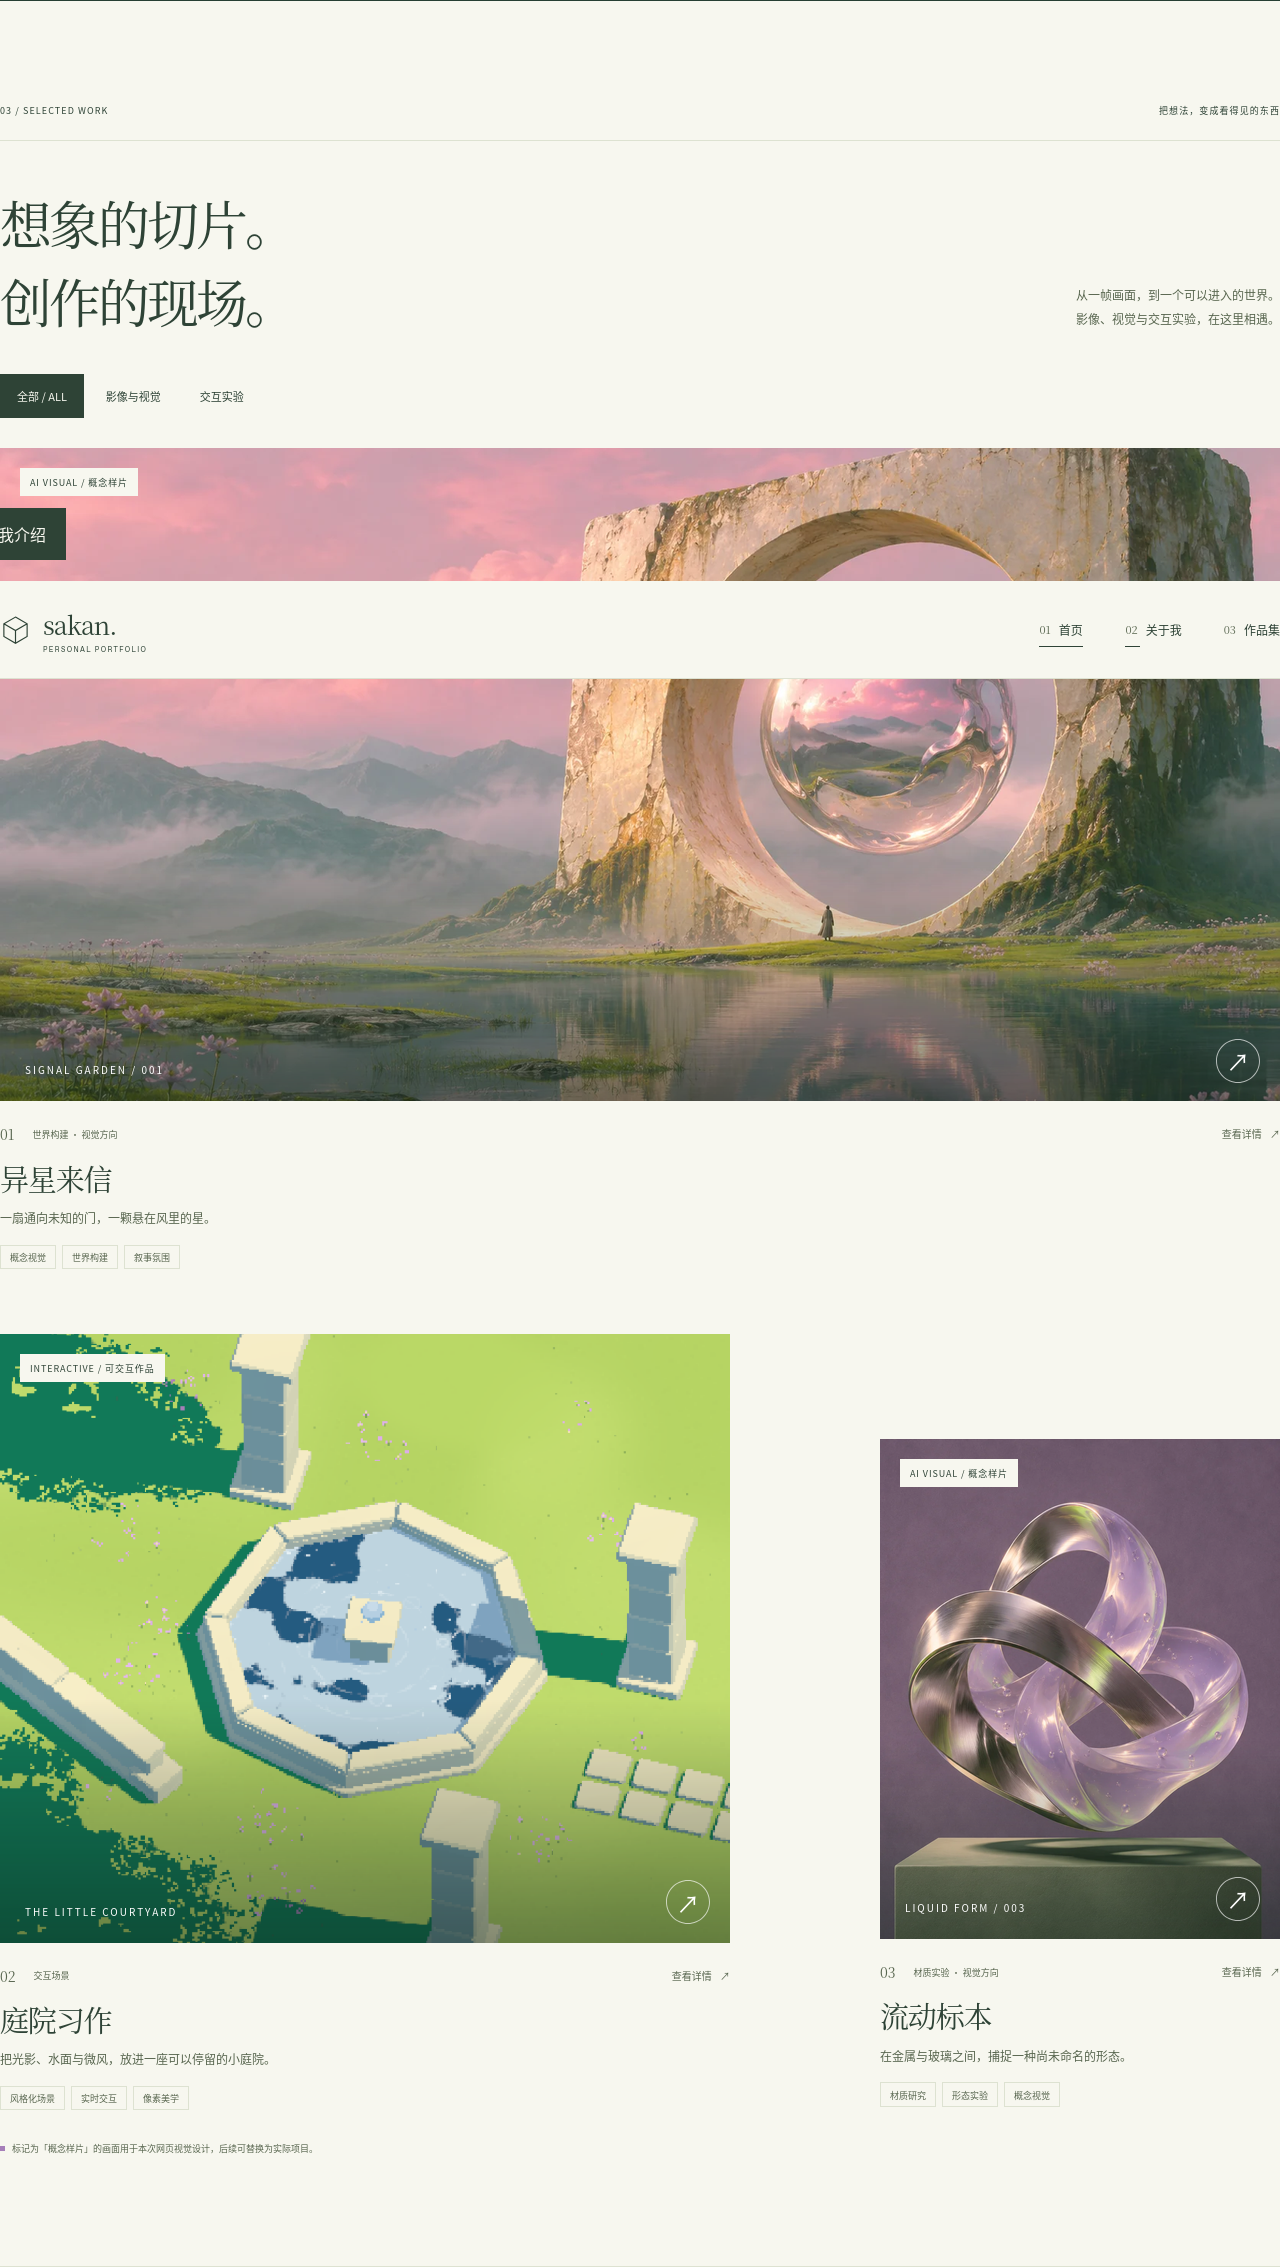 03 / SELECTED WORK
把想法，变成看得见的东西
想象的切片。
创作的现场。
从一帧画面，到一个可以进入的世界。
影像、视觉与交互实验，在这里相遇。
全部 / ALL
影像与视觉
交互实验
AI VISUAL / 概念样片
我介绍
sakan.
PERSONAL PORTFOLIO
01 首页
02 关于我
03 作品集
SIGNAL GARDEN / 001
01 世界构建 · 视觉方向
查看详情 ↗
异星来信
一扇通向未知的门，一颗悬在风里的星。
概念视觉
世界构建
叙事氛围
INTERACTIVE / 可交互作品
THE LITTLE COURTYARD
02 交互场景
查看详情 ↗
庭院习作
把光影、水面与微风，放进一座可以停留的小庭院。
风格化场景
实时交互
像素美学
AI VISUAL / 概念样片
LIQUID FORM / 003
03 材质实验 · 视觉方向
查看详情 ↗
流动标本
在金属与玻璃之间，捕捉一种尚未命名的形态。
材质研究
形态实验
概念视觉
标记为「概念样片」的画面用于本次网页视觉设计，后续可替换为实际项目。